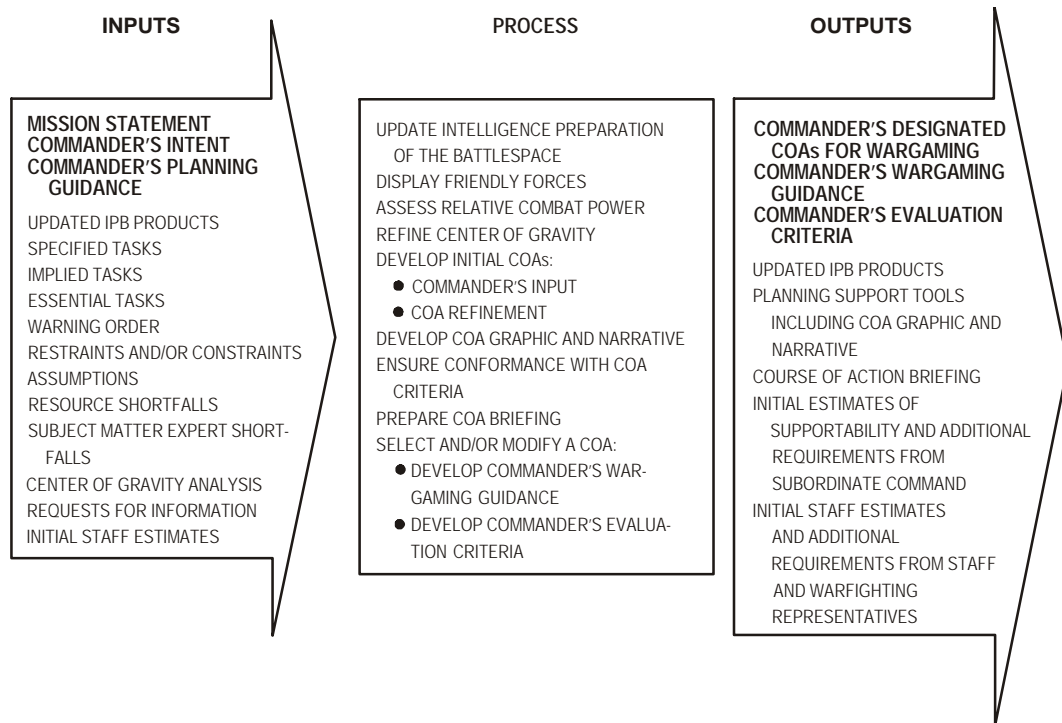 INPUTS
MISSION STATEMENT
COMMANDER'S INTENT
COMMANDER'S PLANNING
GUIDANCE
UPDATED IPB PRODUCTS
SPECIFIED TASKS
IMPLIED TASKS
ESSENTIAL TASKS
WARNING ORDER
RESTRAINTS AND/OR CONSTRAINTS
ASSUMPTIONS
RESOURCE SHORTFALLS
SUBJECT MATTER EXPERT SHORT-
FALLS
CENTER OF GRAVITY ANALYSIS
REQUESTS FOR INFORMATION
INITIAL STAFF ESTIMATES
PROCESS
UPDATE INTELLIGENCE PREPARATION
OF THE BATTLESPACE
DISPLAY FRIENDLY FORCES
ASSESS RELATIVE COMBAT POWER
REFINE CENTER OF GRAVITY
DEVELOP INITIAL COAs:
● COMMANDER'S INPUT
● COA REFINEMENT
DEVELOP COA GRAPHIC AND NARRATIVE
ENSURE CONFORMANCE WITH COA
CRITERIA
PREPARE COA BRIEFING
SELECT AND/OR MODIFY A COA:
● DEVELOP COMMANDER'S WAR-
GAMING GUIDANCE
● DEVELOP COMMANDER'S EVALUA-
TION CRITERIA
OUTPUTS
COMMANDER'S DESIGNATED
COAs FOR WARGAMING
COMMANDER'S WARGAMING
GUIDANCE
COMMANDER'S EVALUATION
CRITERIA
UPDATED IPB PRODUCTS
PLANNING SUPPORT TOOLS
INCLUDING COA GRAPHIC AND
NARRATIVE
COURSE OF ACTION BRIEFING
INITIAL ESTIMATES OF
SUPPORTABILITY AND ADDITIONAL
REQUIREMENTS FROM
SUBORDINATE COMMAND
INITIAL STAFF ESTIMATES
AND ADDITIONAL
REQUIREMENTS FROM STAFF
AND WARFIGHTING
REPRESENTATIVES